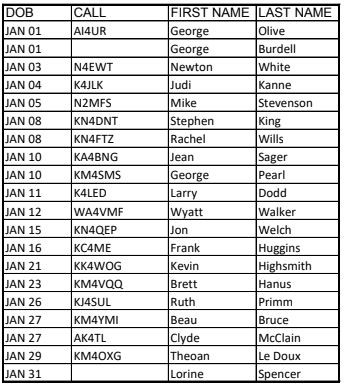 DOB CALL FIRST NAME LAST NAME
JAN 01 AI4UR George Olive
JAN 01 George Burdell
JAN 03 N4EWT Newton White
JAN 04 K4JLK Judi Kanne
JAN 05 N2MFS Mike Stevenson
JAN 08 KN4DNT Stephen King
JAN 08 KN4FTZ Rachel Wills
JAN 10 KA4BNG Jean Sager
JAN 10 KM4SMS George Pearl
JAN 11 K4LED Larry Dodd
JAN 12 WA4VMF Wyatt Walker
JAN 15 KN4QEP Jon Welch
JAN 16 KC4ME Frank Huggins
JAN 21 KK4WOG Kevin Highsmith
JAN 23 KM4VQQ Brett Hanus
JAN 26 KJ4SUL Ruth Primm
JAN 27 KM4YMI Beau Bruce
JAN 27 AK4TL Clyde McClain
JAN 29 KM4OXG Theoan Le Doux
JAN 31 Lorine Spencer